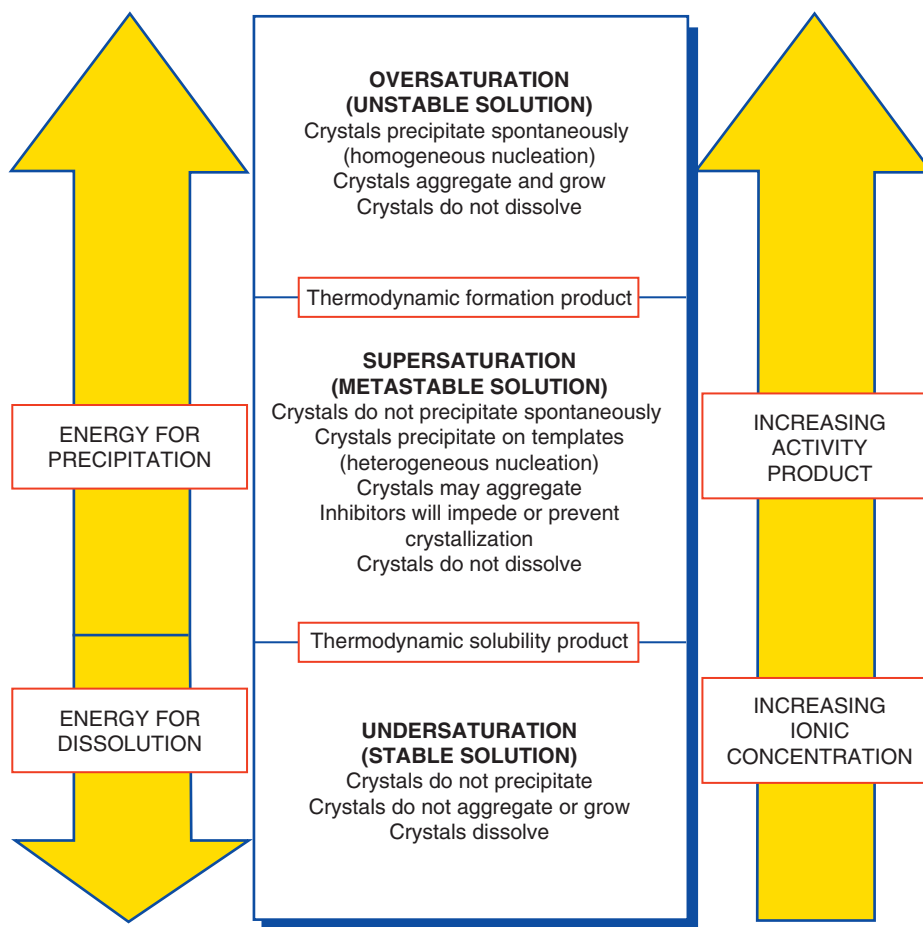 OVERSATURATION
(UNSTABLE SOLUTION)
Crystals precipitate spontaneously
(homogeneous nucleation)
Crystals aggregate and grow
Crystals do not dissolve
Thermodynamic formation product
SUPERSATURATION
(METASTABLE SOLUTION)
Crystals do not precipitate spontaneously
Crystals precipitate on templates
(heterogeneous nucleation)
Crystals may aggregate
Inhibitors will impede or prevent
crystallization
Crystals do not dissolve
ENERGY FOR
PRECIPITATION
INCREASING
ACTIVITY
PRODUCT
Thermodynamic solubility product
ENERGY FOR
DISSOLUTION
UNDERSATURATION
(STABLE SOLUTION)
Crystals do not precipitate
Crystals do not aggregate or grow
Crystals dissolve
INCREASING
IONIC
CONCENTRATION